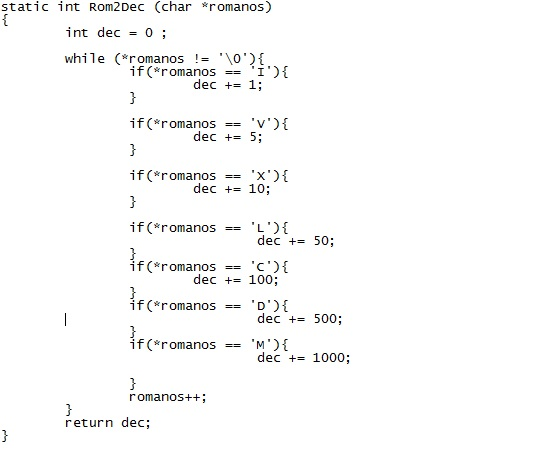 static int Rom2Dec (char *romanos)
{
int dec = 0 ;
while (*romanos != '\0'){
if(*romanos == 'I'){
dec += 1;
}
if(*romanos == 'V'){
dec += 5;
}
if(*romanos == 'X'){
dec += 10;
}
if(*romanos == 'L'){
dec += 50;
}
if(*romanos == 'C'){
dec += 100;
}
if(*romanos == 'D'){
dec += 500;
}
if(*romanos == 'M'){
dec += 1000;
}
romanos++;
}
return dec;
}